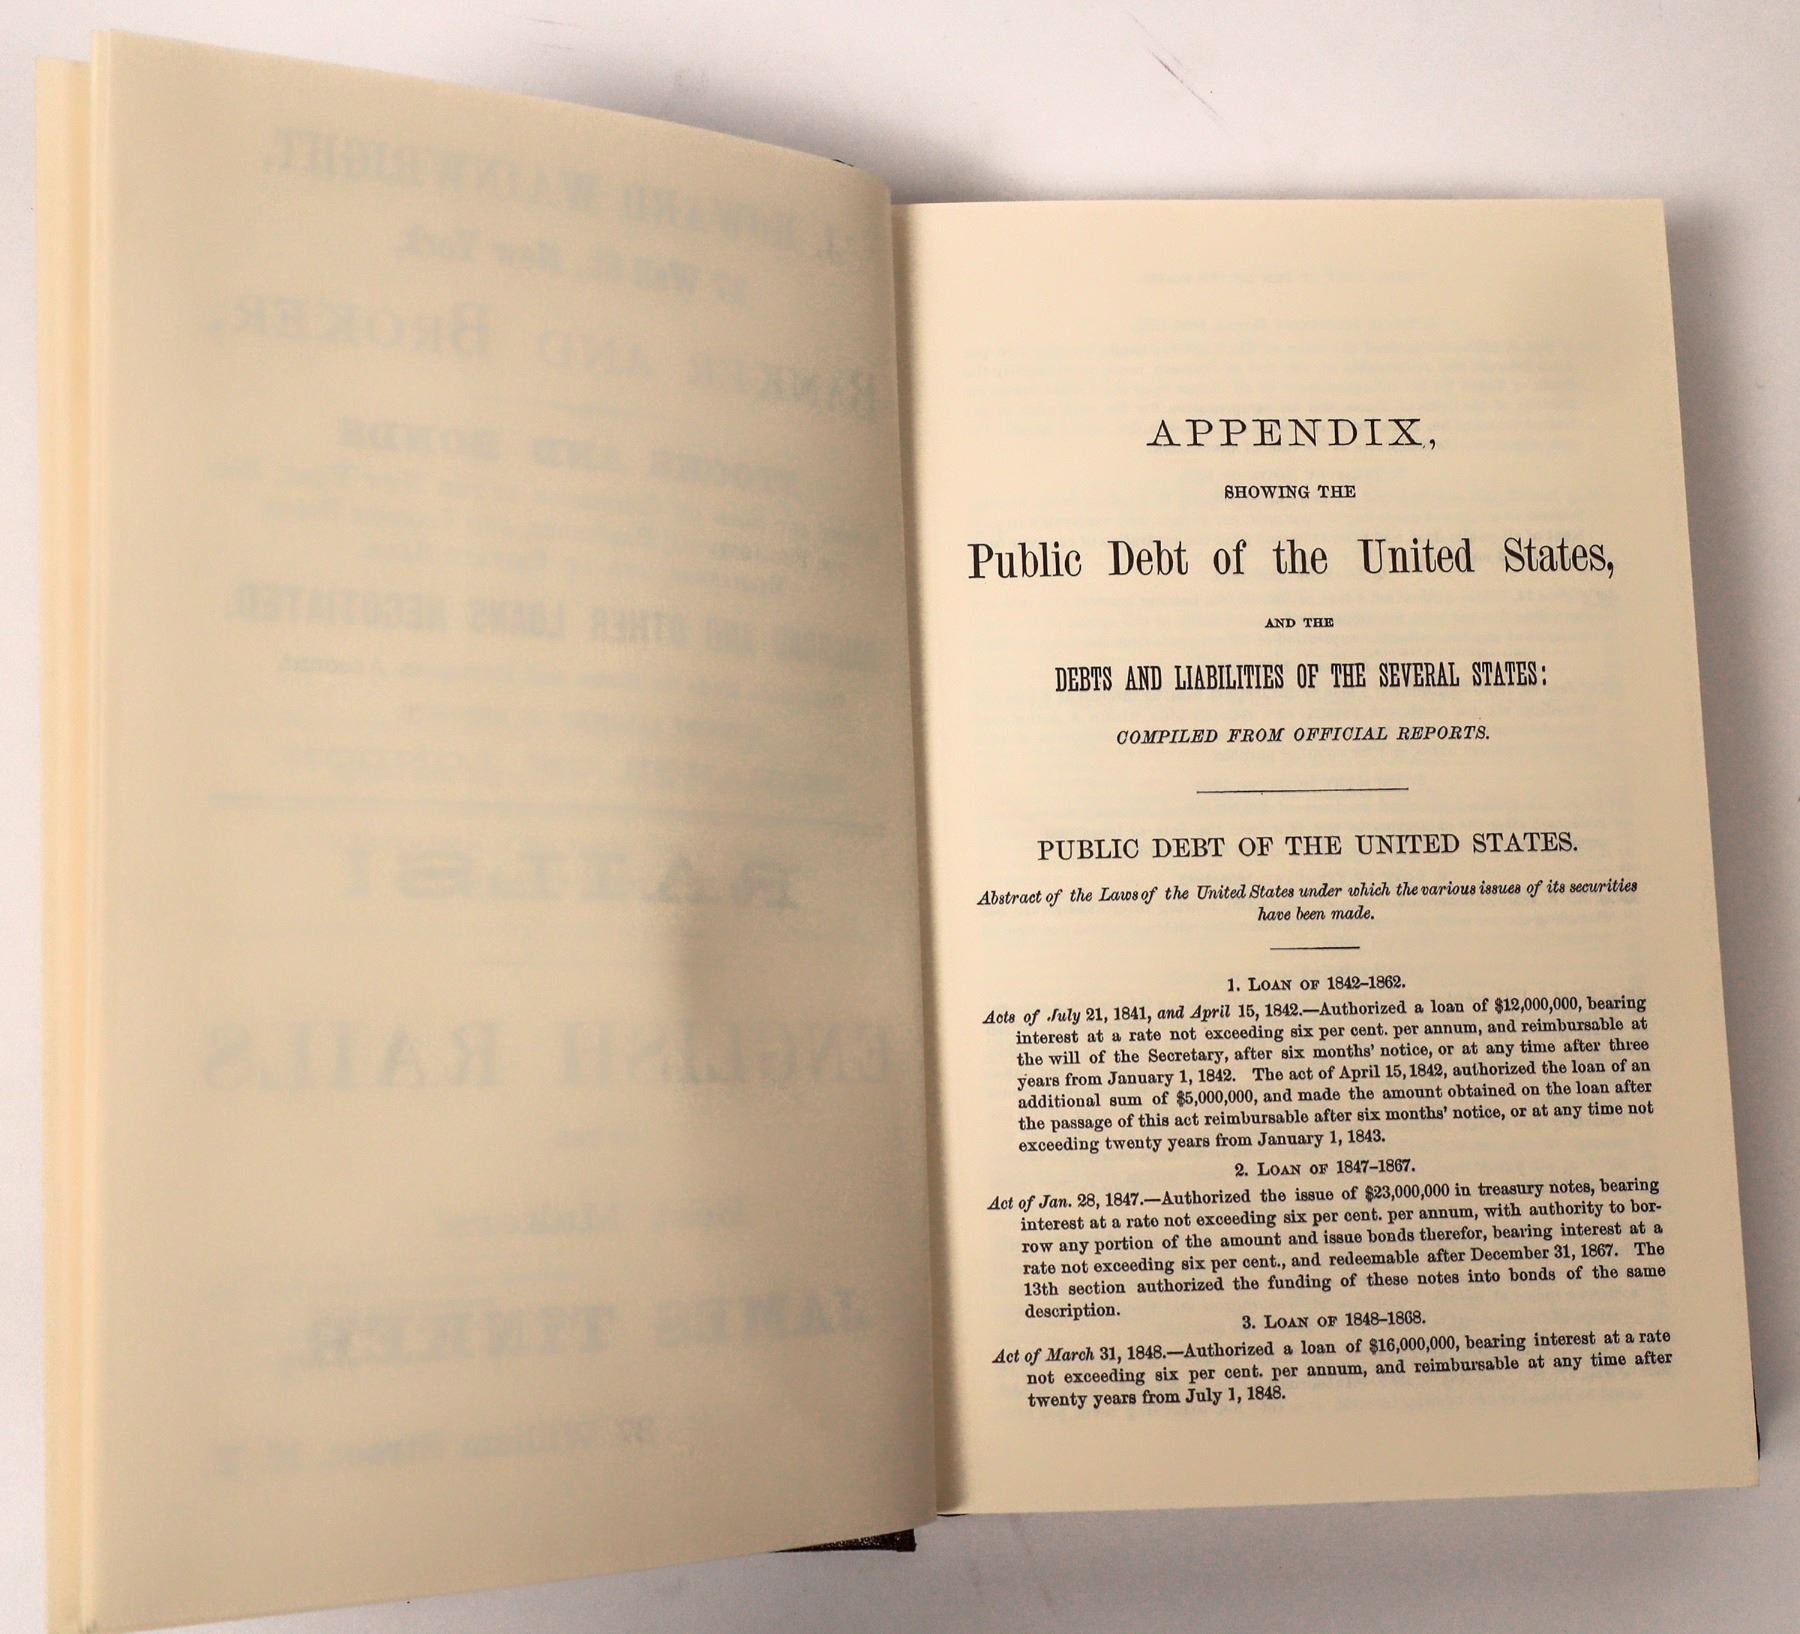 APPENDIX,
SHOWING THE
Public Debt of the United States,
AND THE
DEBTS AND LIABILITIES OF THE SEVERAL STATES:
COMPILED FROM OFFICIAL REPORTS.
PUBLIC DEBT OF THE UNITED STATES.
Abstract of the Laws of the United States under which the various issues of its securities
have been made.
1. LOAN OF 1842–1862.
Acts of July 21, 1841, and April 15, 1842.—Authorized a loan of $12,000,000, bearing
interest at a rate not exceeding six per cent. per annum, and reimbursable at
the will of the Secretary, after six months' notice, or at any time after three
years from January 1, 1842. The act of April 15, 1842, authorized the loan of an
additional sum of $5,000,000, and made the amount obtained on the loan after
the passage of this act reimbursable after six months' notice, or at any time not
exceeding twenty years from January 1, 1843.
2. LOAN OF 1847–1867.
Act of Jan. 28, 1847.—Authorized the issue of $23,000,000 in treasury notes, bearing
interest at a rate not exceeding six per cent. per annum, with authority to bor-
row any portion of the amount and issue bonds therefor, bearing interest at a
rate not exceeding six per cent., and redeemable after December 31, 1867. The
13th section authorized the funding of these notes into bonds of the same
description.
3. LOAN OF 1848–1868.
Act of March 31, 1848.—Authorized a loan of $16,000,000, bearing interest at a rate
not exceeding six per cent. per annum, and reimbursable at any time after
twenty years from July 1, 1848.